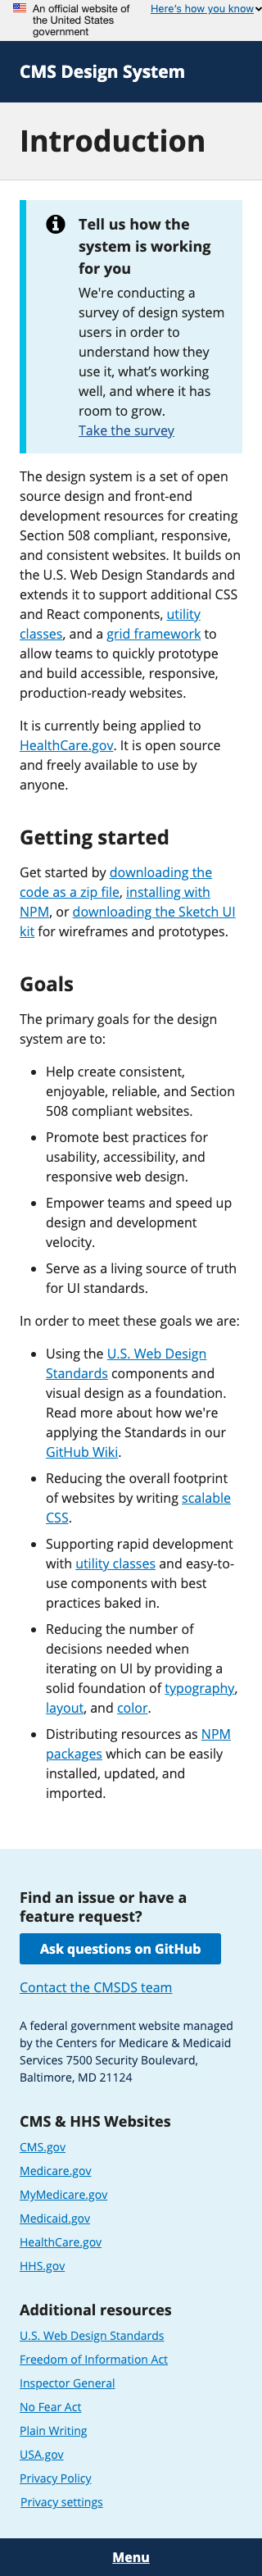 An official website of
the United States
government
Here's how you know
CMS Design System
Introduction
Tell us how the
system is working
for you
We're conducting a
survey of design system
users in order to
understand how they
use it, what's working
well, and where it has
room to grow.
Take the survey
The design system is a set of open
source design and front-end
development resources for creating
Section 508 compliant, responsive,
and consistent websites. It builds on
the U.S. Web Design Standards and
extends it to support additional CSS
and React components, utility
classes, and a grid framework to
allow teams to quickly prototype
and build accessible, responsive,
production-ready websites.
It is currently being applied to
HealthCare.gov. It is open source
and freely available to use by
anyone.
Getting started
Get started by downloading the
code as a zip file, installing with
NPM, or downloading the Sketch UI
kit for wireframes and prototypes.
Goals
The primary goals for the design
system are to:
• Help create consistent,
enjoyable, reliable, and Section
508 compliant websites.
• Promote best practices for
usability, accessibility, and
responsive web design.
• Empower teams and speed up
design and development
velocity.
• Serve as a living source of truth
for UI standards.
In order to meet these goals we are:
• Using the U.S. Web Design
Standards components and
visual design as a foundation.
Read more about how we're
applying the Standards in our
GitHub Wiki.
• Reducing the overall footprint
of websites by writing scalable
CSS.
• Supporting rapid development
with utility classes and easy-to-
use components with best
practices baked in.
• Reducing the number of
decisions needed when
iterating on UI by providing a
solid foundation of typography,
layout, and color.
• Distributing resources as NPM
packages which can be easily
installed, updated, and
imported.
Find an issue or have a
feature request?
Ask questions on GitHub
Contact the CMSDS team
A federal government website managed
by the Centers for Medicare & Medicaid
Services 7500 Security Boulevard,
Baltimore, MD 21124
CMS & HHS Websites
CMS.gov
Medicare.gov
MyMedicare.gov
Medicaid.gov
HealthCare.gov
HHS.gov
Additional resources
U.S. Web Design Standards
Freedom of Information Act
Inspector General
No Fear Act
Plain Writing
USA.gov
Privacy Policy
Privacy settings
Menu